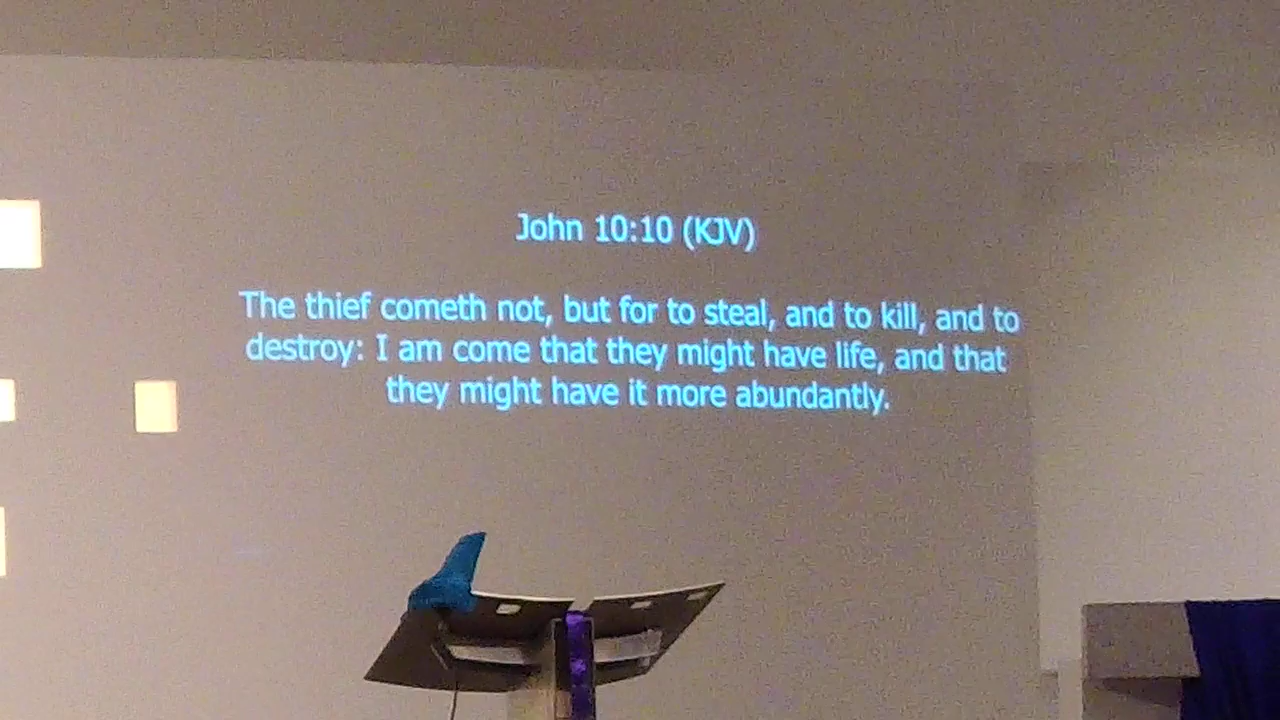 John 10:10 (KJV)
The thief cometh not, but for to steal, and to kill, and to
destroy: I am come that they might have life, and that
they might have it more abundantly.